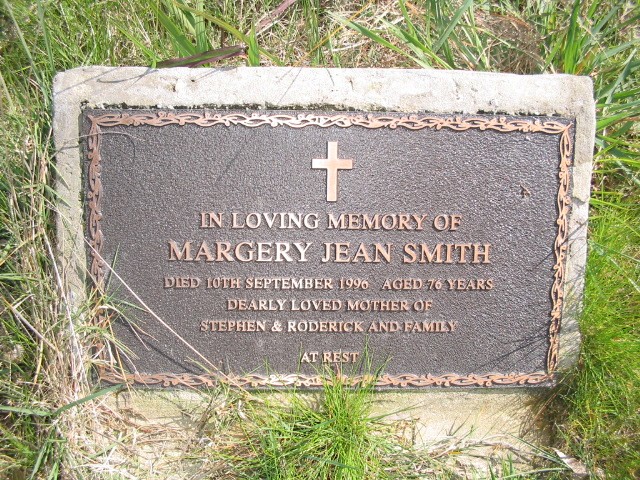 IN LOVING MEMORY OF
MARGERY JEAN SMITH
DIED 10TH SEPTEMBER 1996 AGED 76 YEARS
DEARLY LOVED MOTHER OF
STEPHEN & RODERICK AND FAMILY
AT REST